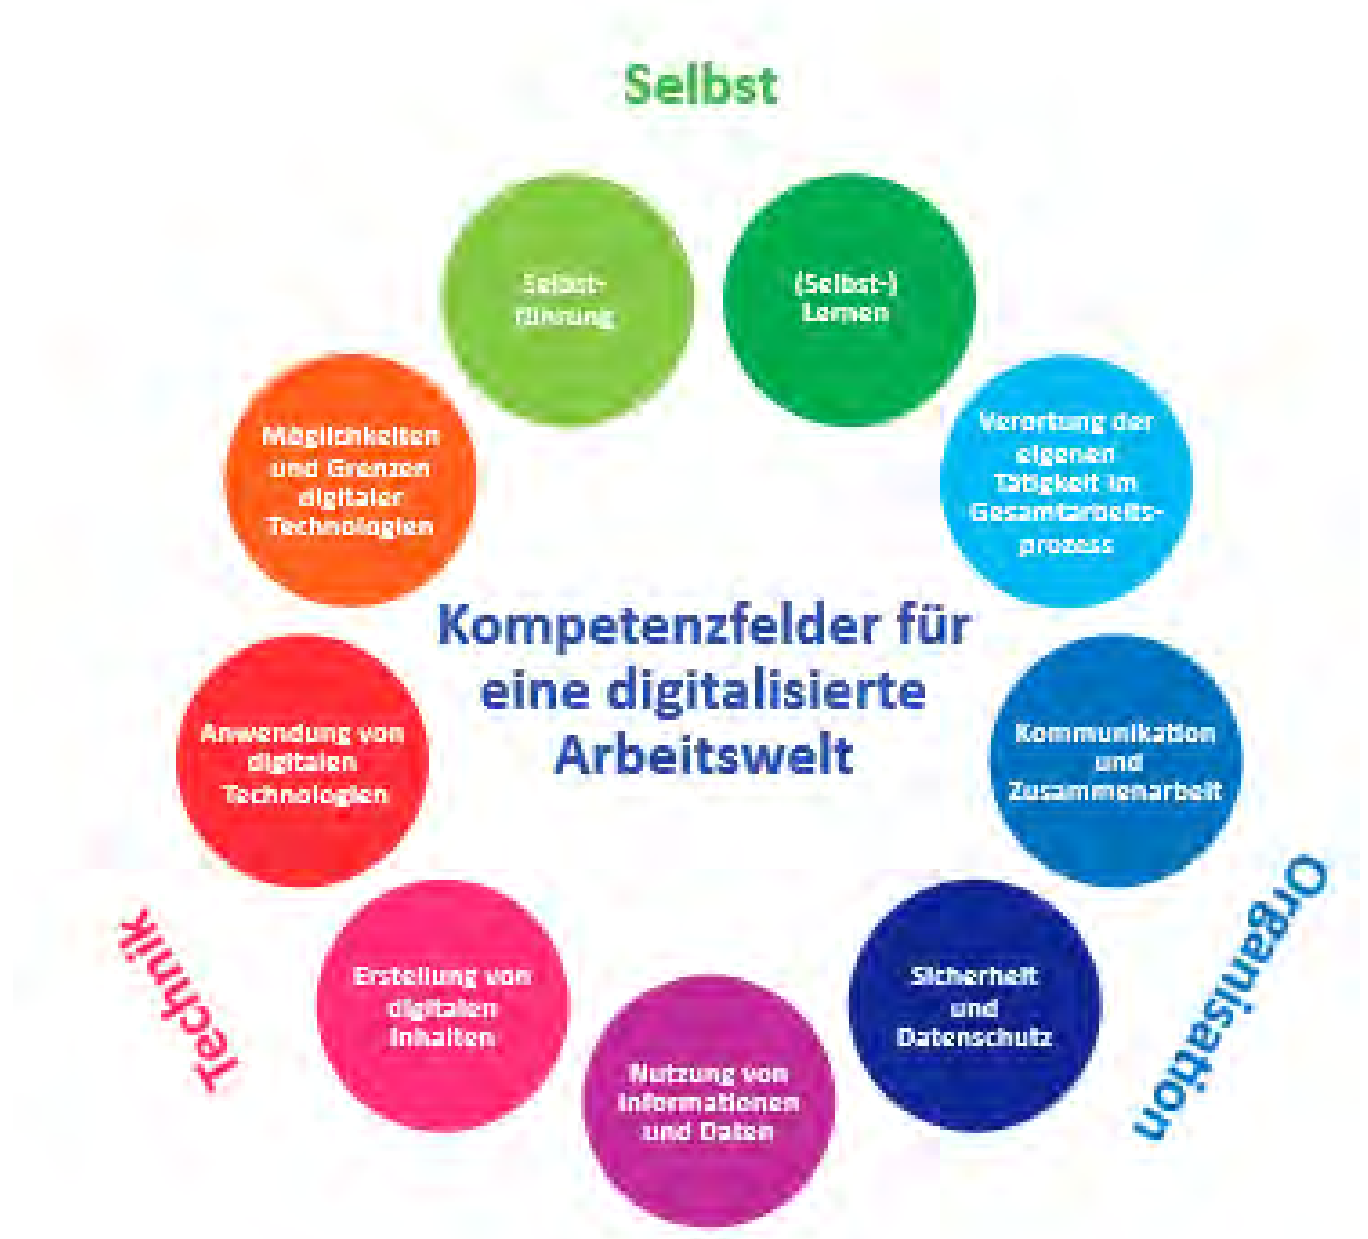 Selbst
Selbst-
führung
(Selbst-)
Lernen
Verortung der
eigenen
Tätigkeit im
Gesamtarbeits-
prozess
Kommunikation
und
Zusammenarbeit
Organisation
Sicherheit
und
Datenschutz
Nutzung von
Informationen
und Daten
Erstellung von
digitalen
Inhalten
Technik
Anwendung von
digitalen
Technologien
Möglichkeiten
und Grenzen
digitaler
Technologien
Kompetenzfelder für
eine digitalisierte
Arbeitswelt